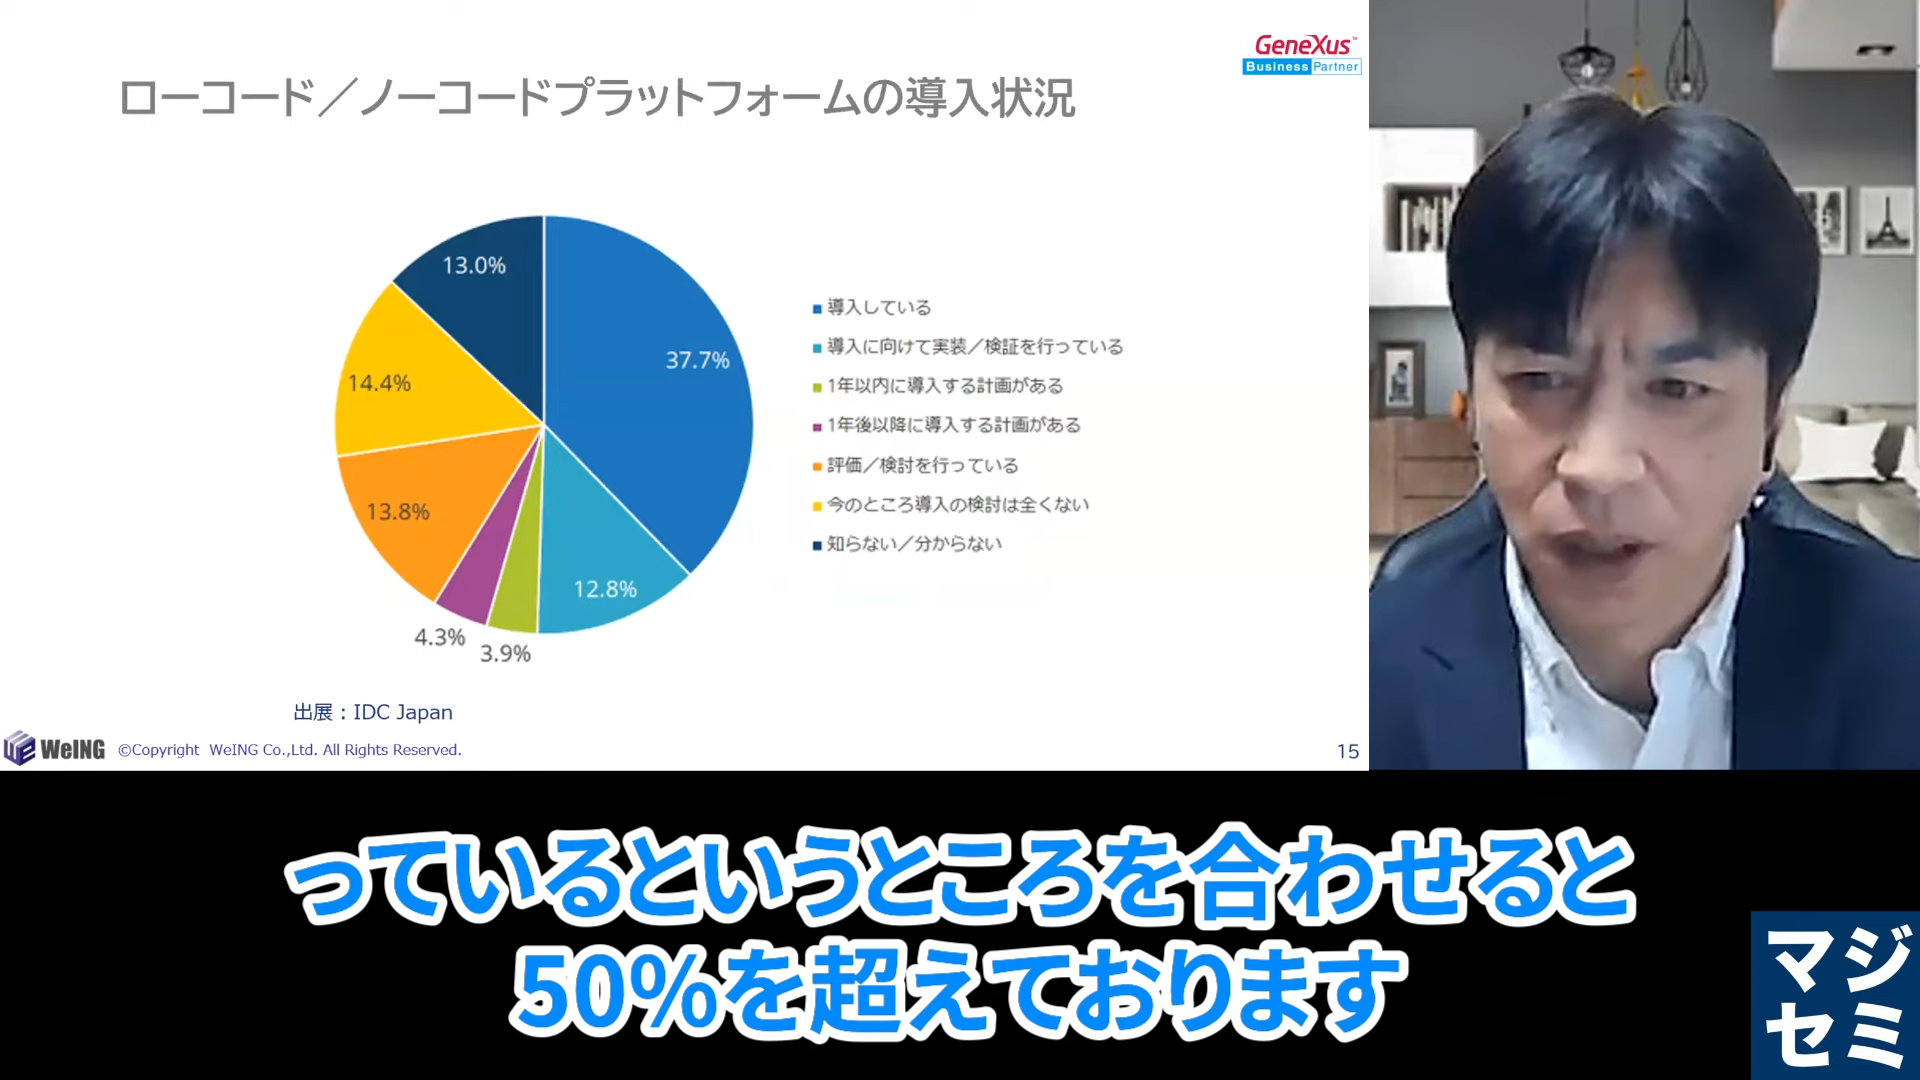 GeneXus
Business Partner
ローコード／ノーコードプラットフォームの導入状況
13.0%
37.7%
14.4%
13.8%
12.8%
4.3%
3.9%
導入している
導入に向けて実装／検証を行っている
1年以内に導入する計画がある
1年後以降に導入する計画がある
評価／検討を行っている
今のところ導入の検討は全くない
知らない／分からない
出展：IDC Japan
WeING ©Copyright WeING Co.,Ltd. All Rights Reserved.
15
っているというところを合わせると
50%を超えております
マジ
セミ